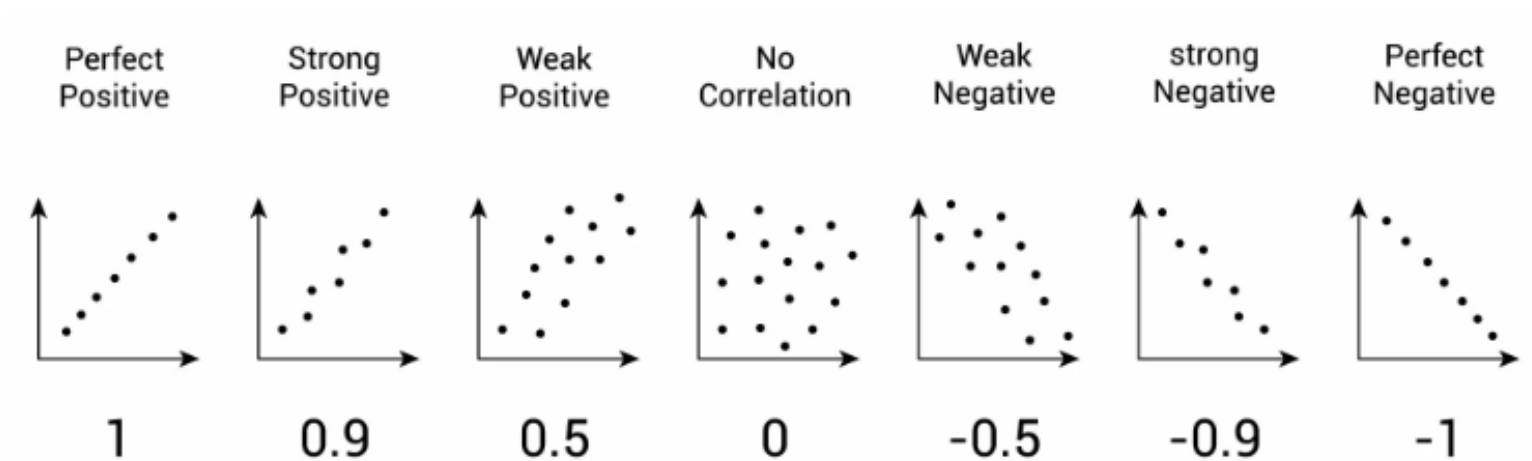 Perfect
Positive
Strong
Positive
Weak
Positive
No
Correlation
Weak
Negative
strong
Negative
Perfect
Negative
1
0.9
0.5
0
-0.5
-0.9
-1